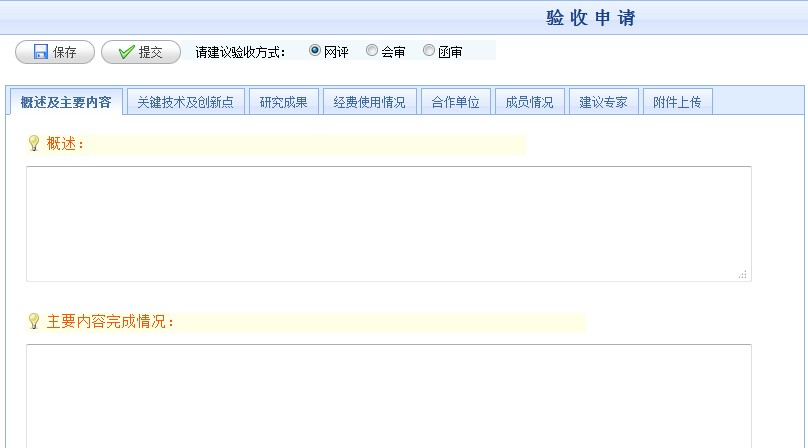 验收申请
保存 提交 请建议验收方式： 网评 会审 函审
概述及主要内容 关键技术及创新点 研究成果 经费使用情况 合作单位 成员情况 建议专家 附件上传
概述：
主要内容完成情况：